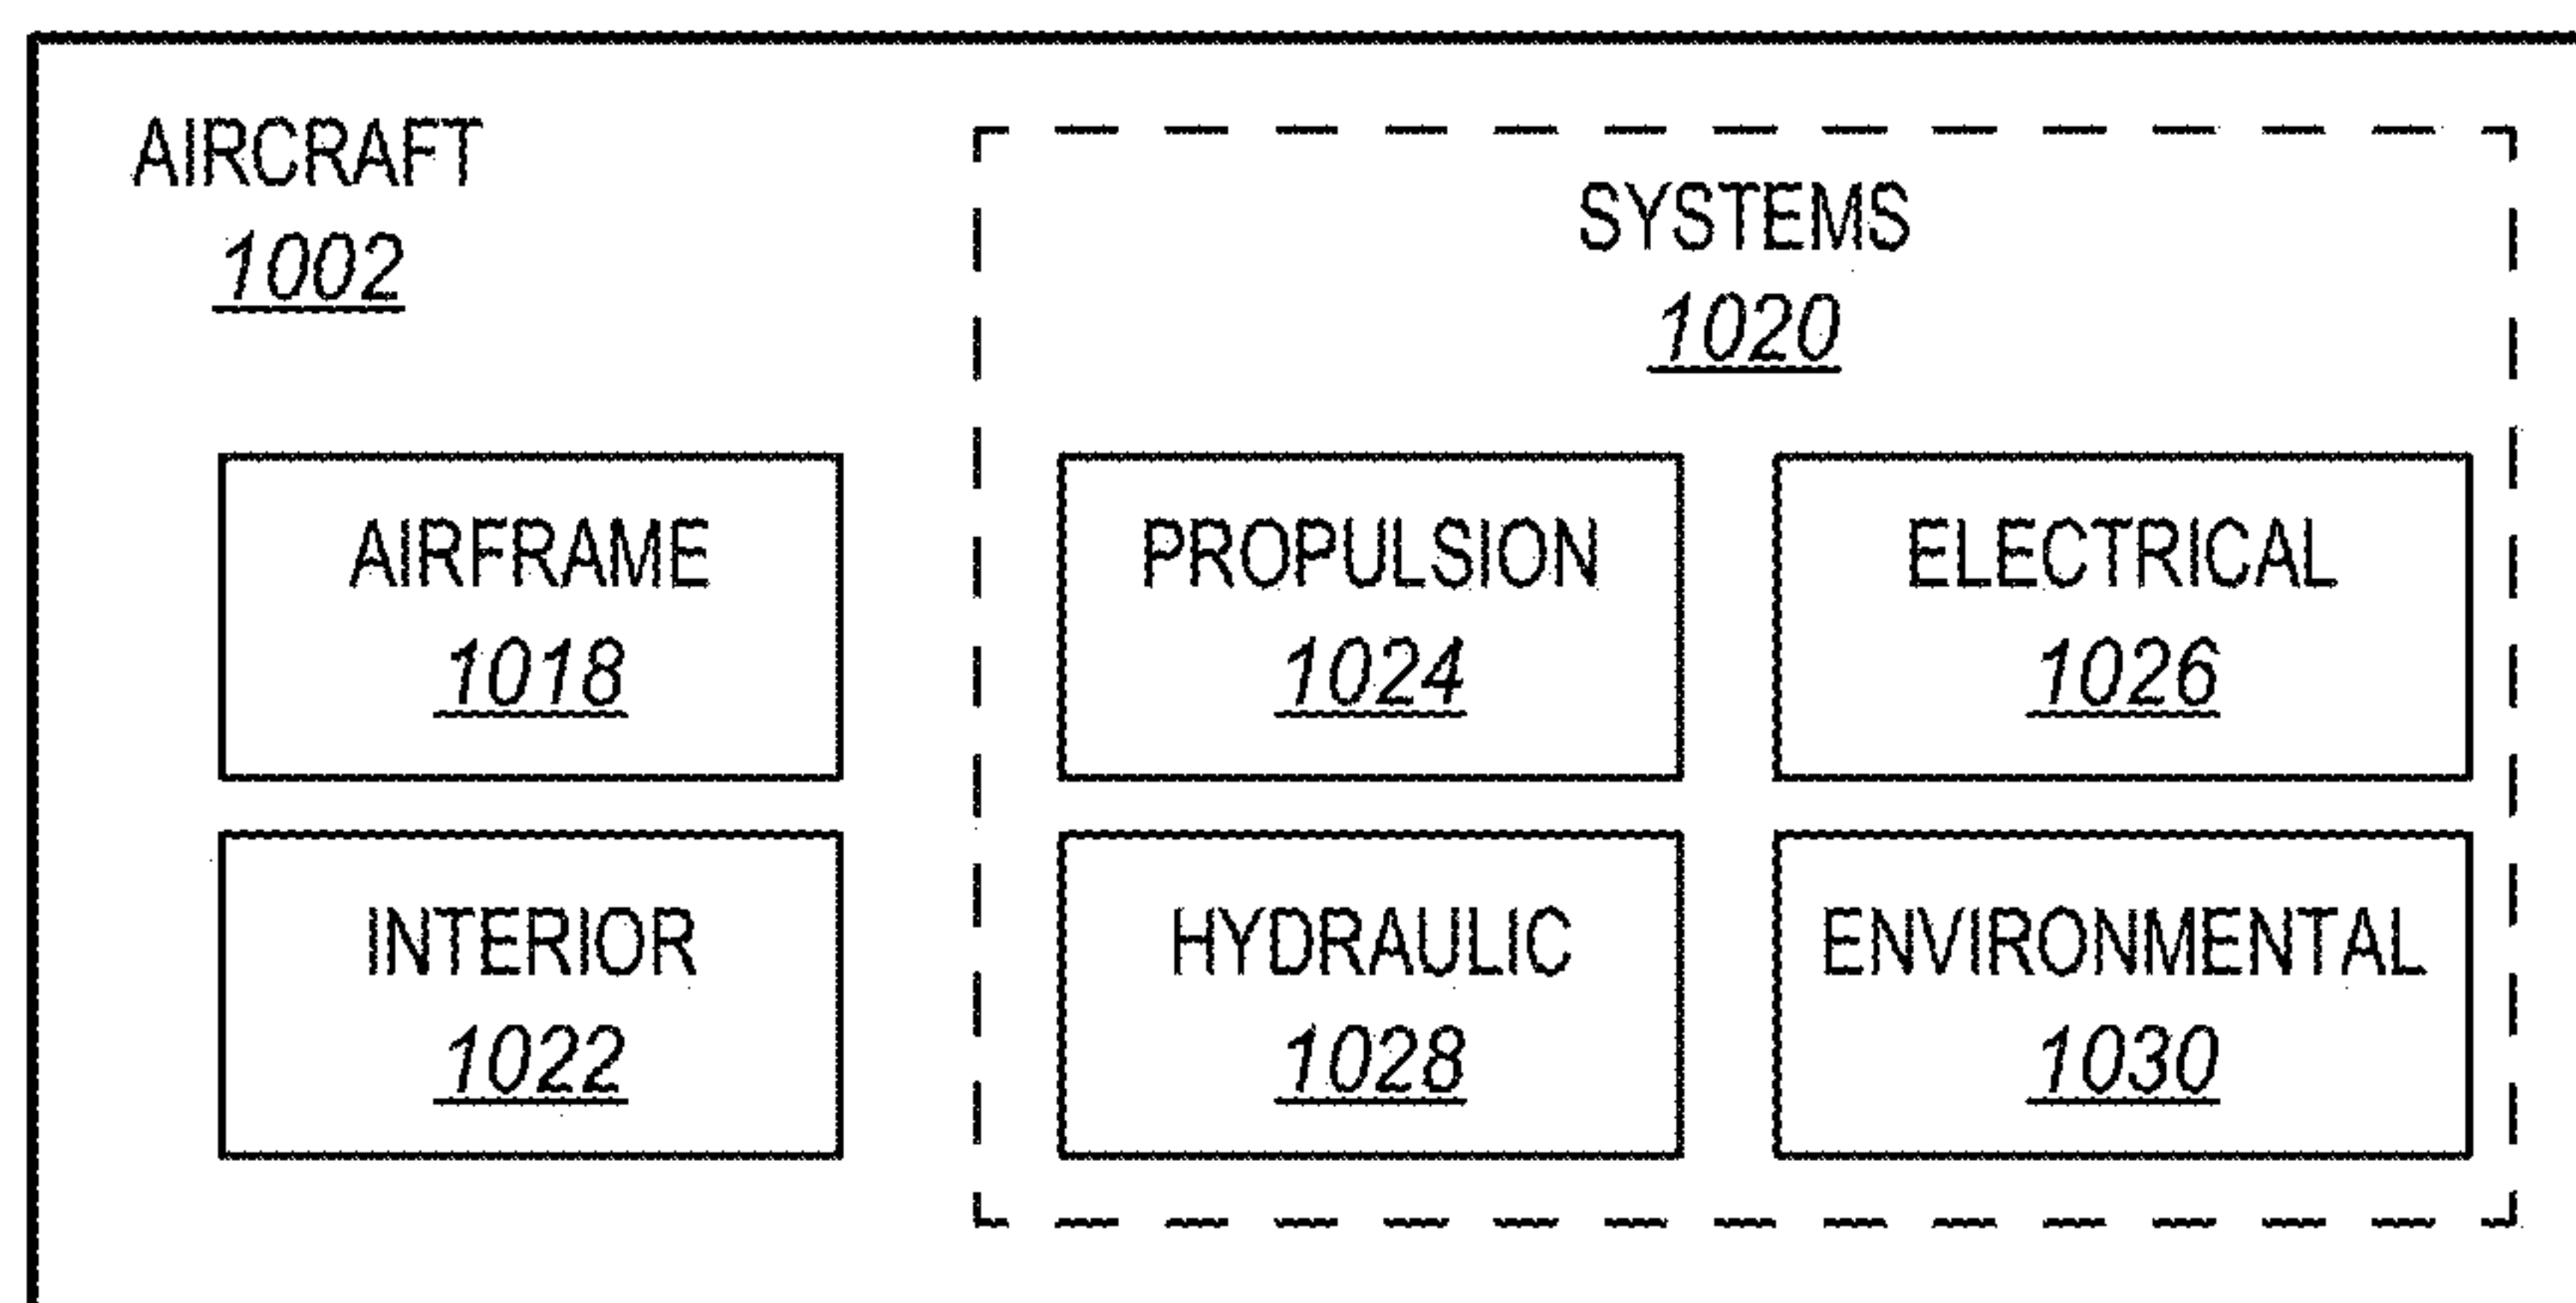 AIRCRAFT
1002
SYSTEMS
1020
AIRFRAME
1018
PROPULSION
1024
ELECTRICAL
1026
INTERIOR
1022
HYDRAULIC
1028
ENVIRONMENTAL
1030